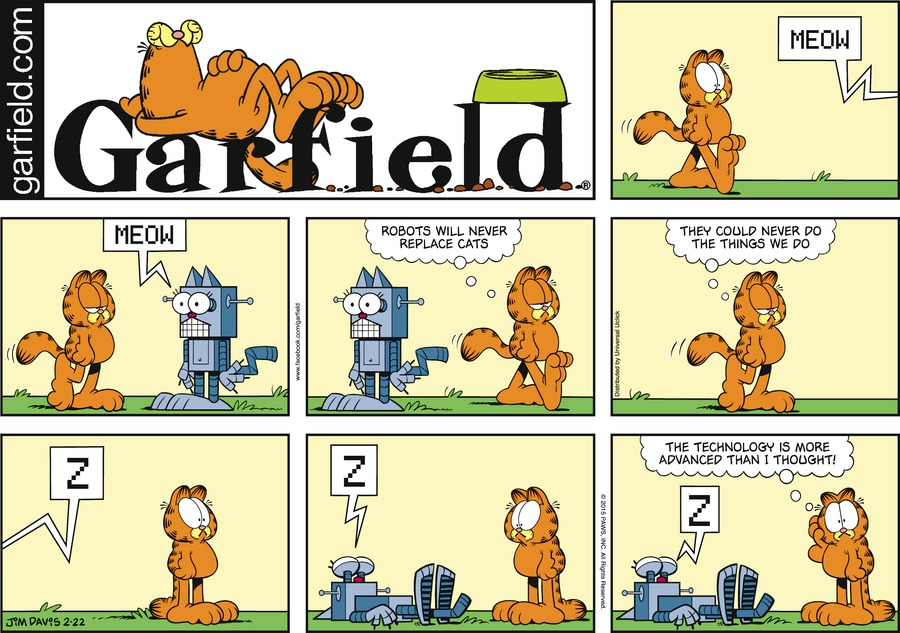 garfield.com
Garfield®
MEOW
MEOW
ROBOTS WILL NEVER
REPLACE CATS
www.facebook.com/garfield
THEY COULD NEVER DO
THE THINGS WE DO
Distributed by Universal Uclick
Z
JIM DAVIS 2-22
Z
© 2015 PAWS, INC. All Rights Reserved.
THE TECHNOLOGY IS MORE
ADVANCED THAN I THOUGHT!
Z